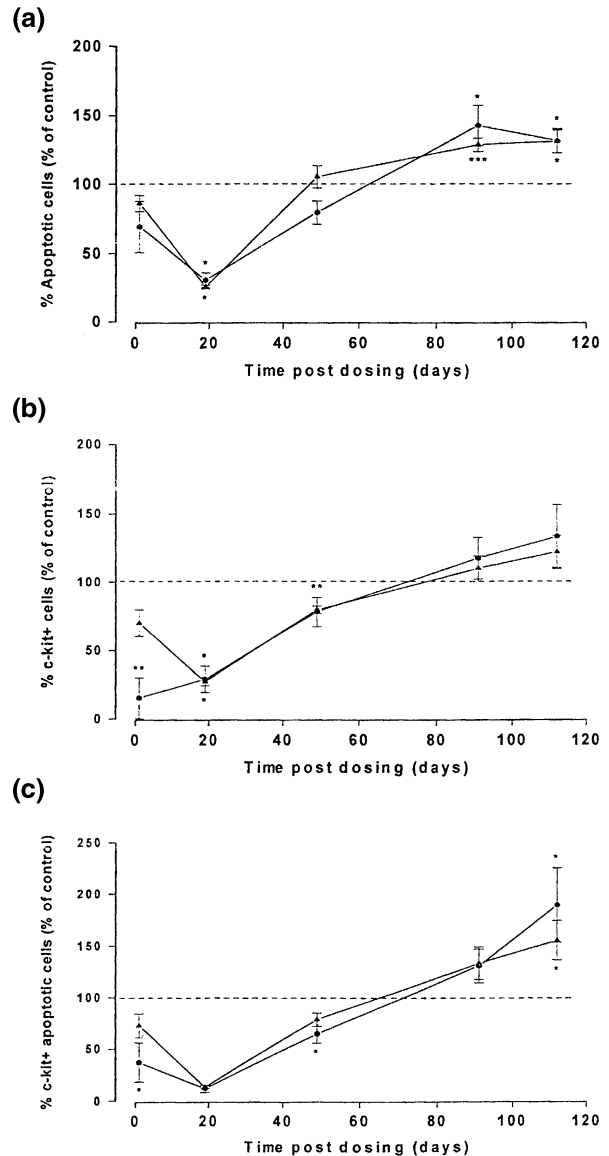 (a)
200
150
100
50
0
% Apoptotic cells (% of control)
*
*
*
***
*
*
0 20 40 60 80 100 120
Time post dosing (days)
(b)
200
150
100
50
0
% c-kit+ cells (% of control)
**
*
*
**
0 20 40 60 80 100 120
Time post dosing (days)
(c)
250
200
150
100
50
0
% c-kit+ apoptotic cells (% of control)
*
*
*
*
0 20 40 60 80 100 120
Time post dosing (days)